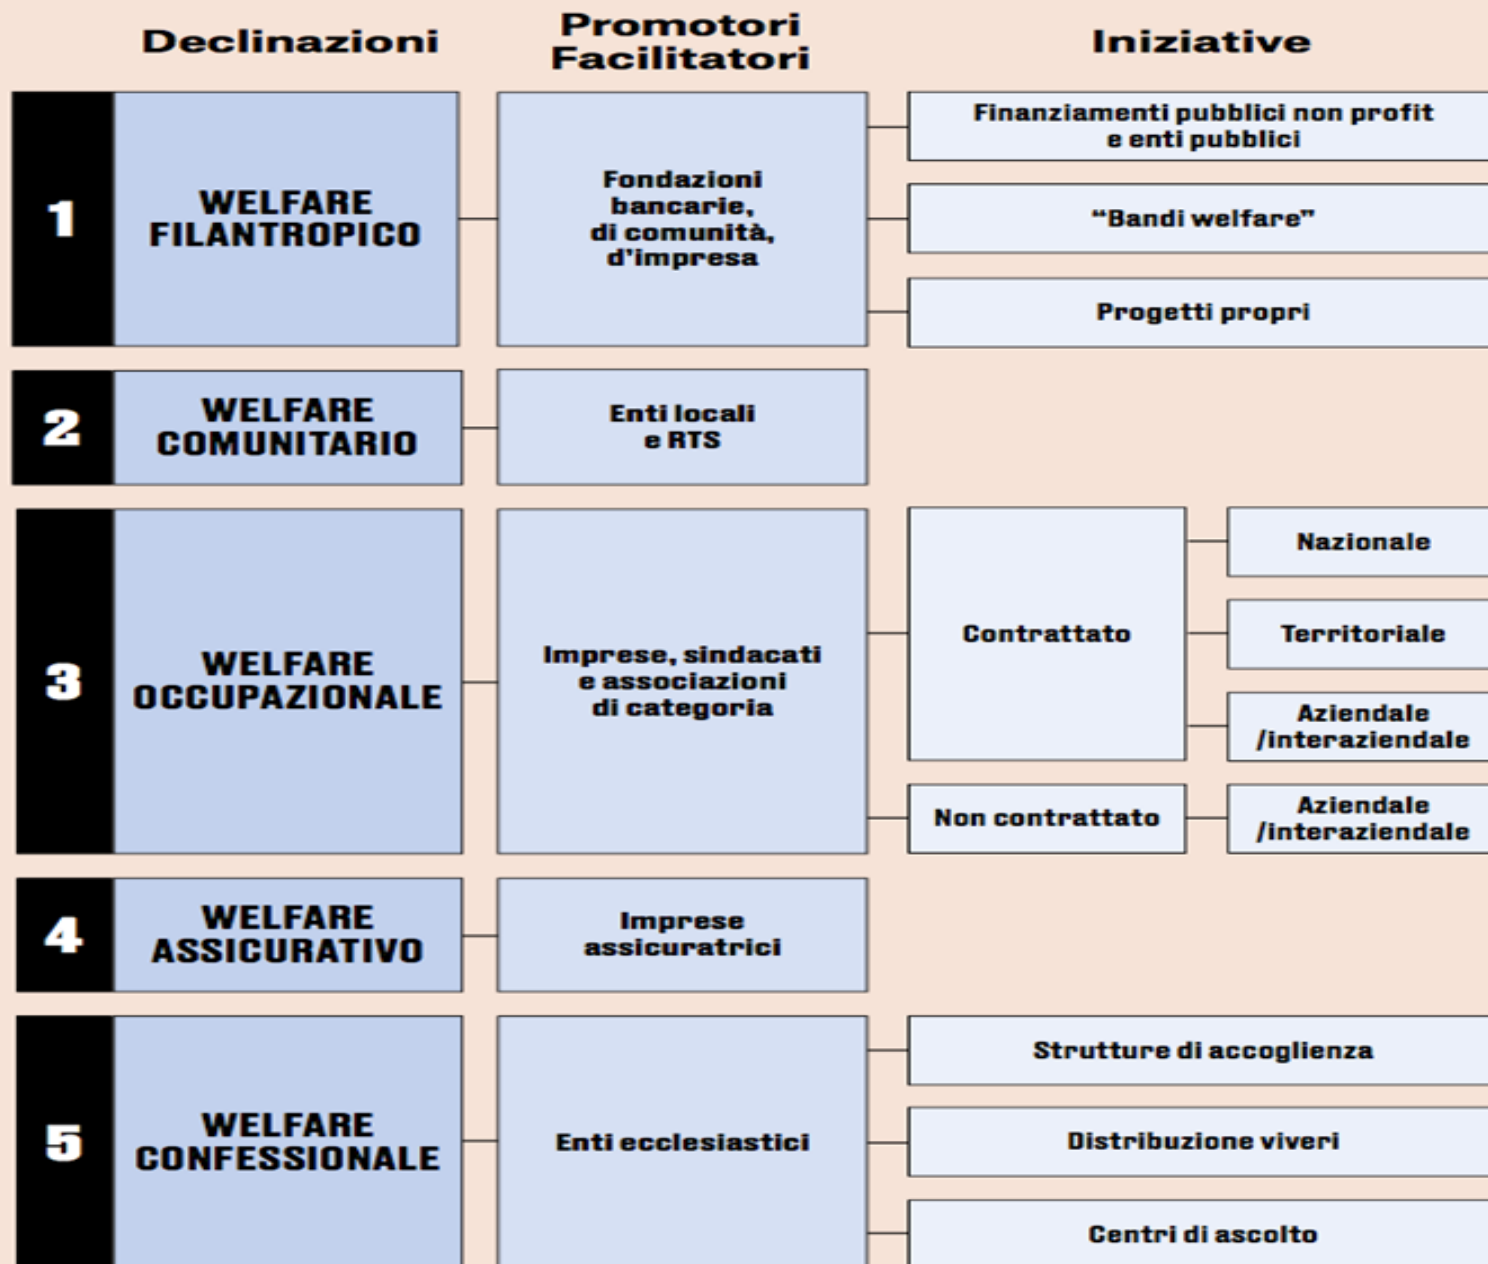 Declinazioni
Promotori
Facilitatori
Iniziative
1
WELFARE
FILANTROPICO
Fondazioni
bancarie,
di comunità,
d'impresa
Finanziamenti pubblici non profit
e enti pubblici
“Bandi welfare”
Progetti propri
2
WELFARE
COMUNITARIO
Enti locali
e RTS
3
WELFARE
OCCUPAZIONALE
Imprese, sindacati
e associazioni
di categoria
Contrattato
Nazionale
Territoriale
Aziendale
/interaziendale
Non contrattato
Aziendale
/interaziendale
4
WELFARE
ASSICURATIVO
Imprese
assicuratrici
5
WELFARE
CONFESSIONALE
Enti ecclesiastici
Strutture di accoglienza
Distribuzione viveri
Centri di ascolto